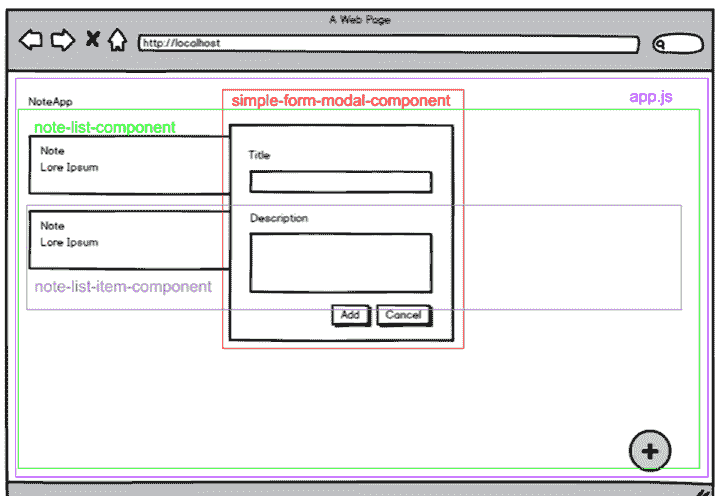 A Web Page
http://localhost
NoteApp
simple-form-modal-component
app.js
note-list-component
Note
Lore Ipsum
Title
Note
Lore Ipsum
Description
note-list-item-component
Add
Cancel
+